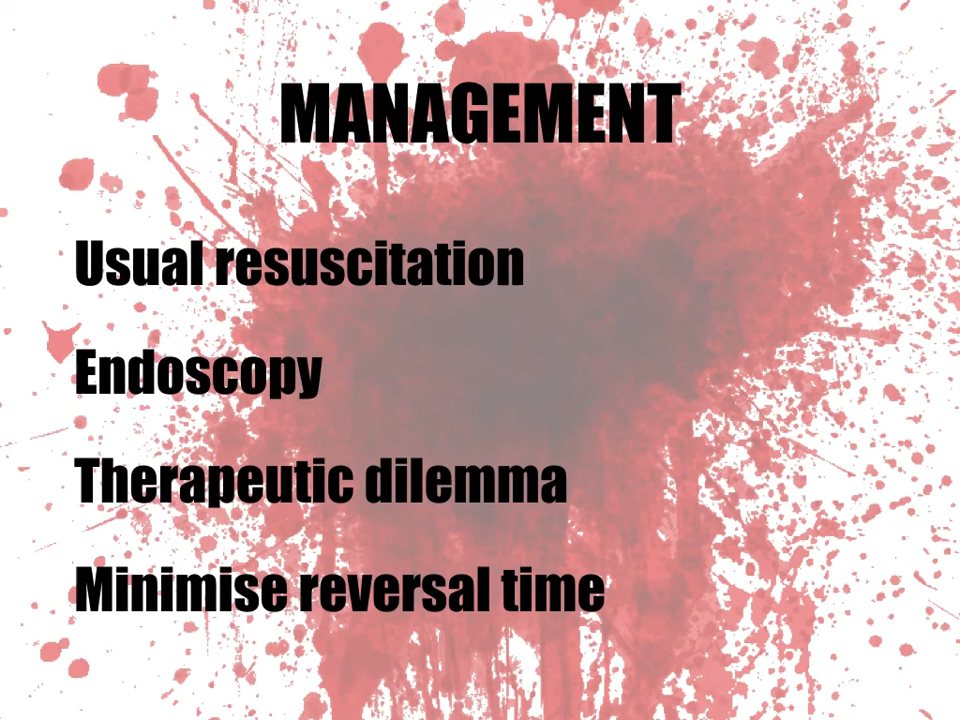 MANAGEMENT
Usual resuscitation
Endoscopy
Therapeutic dilemma
Minimise reversal time